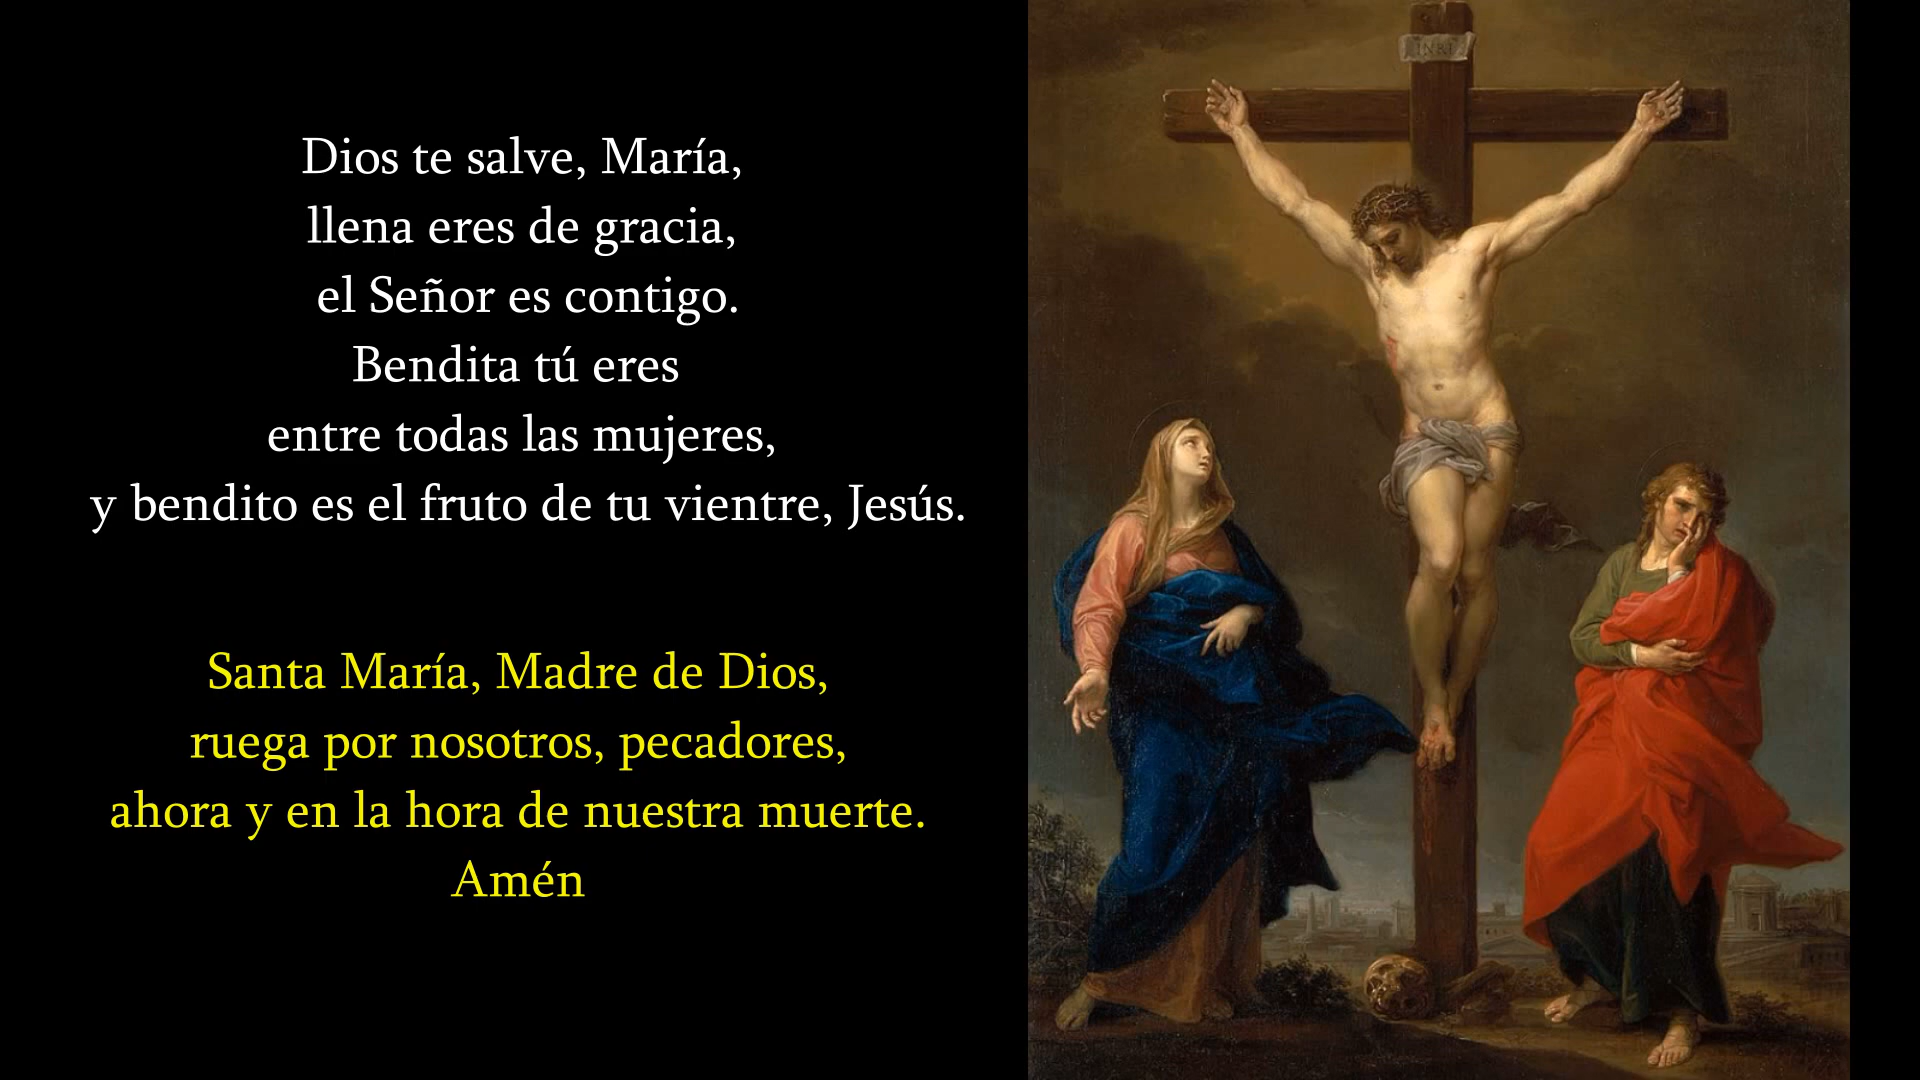 Dios te salve, María,
llena eres de gracia,
el Señor es contigo.
Bendita tú eres
entre todas las mujeres,
y bendito es el fruto de tu vientre, Jesús.
Santa María, Madre de Dios,
ruega por nosotros, pecadores,
ahora y en la hora de nuestra muerte.
Amén
INRI